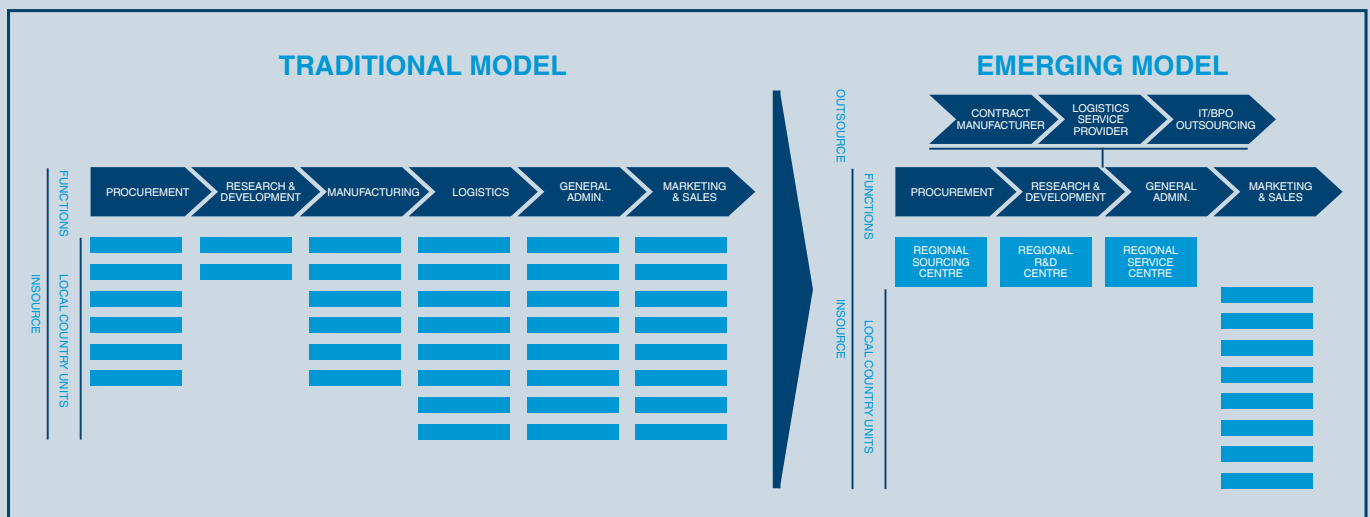 TRADITIONAL MODEL
FUNCTIONS
INSOURCE
LOCAL COUNTRY UNITS
PROCUREMENT
RESEARCH &
DEVELOPMENT
MANUFACTURING
LOGISTICS
GENERAL
ADMIN.
MARKETING
& SALES
EMERGING MODEL
OUTSOURCE
CONTRACT
MANUFACTURER
LOGISTICS
SERVICE
PROVIDER
IT/BPO
OUTSOURCING
FUNCTIONS
INSOURCE
LOCAL COUNTRY UNITS
PROCUREMENT
RESEARCH &
DEVELOPMENT
GENERAL
ADMIN.
MARKETING
& SALES
REGIONAL
SOURCING
CENTRE
REGIONAL
R&D
CENTRE
REGIONAL
SERVICE
CENTRE